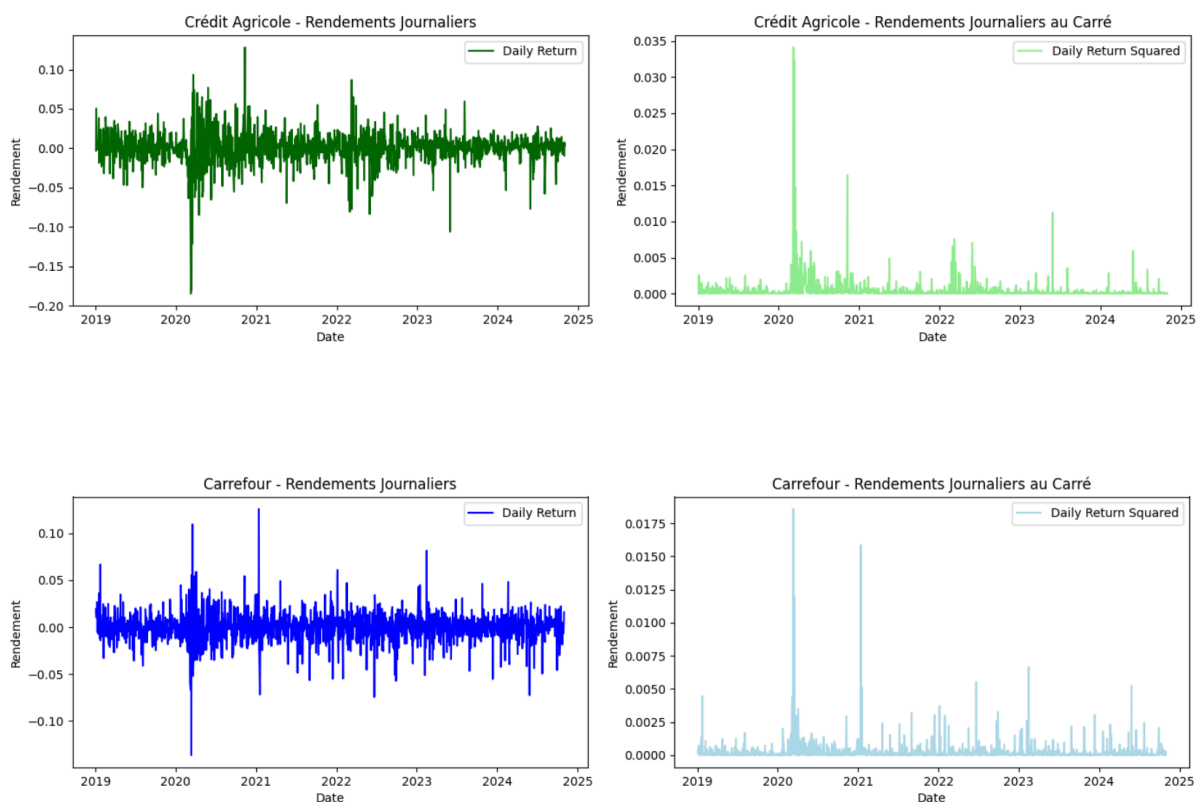 Crédit Agricole - Rendements Journaliers
Daily Return
0.10
0.05
0.00
−0.05
−0.10
−0.15
−0.20
Rendement
2019 2020 2021 2022 2023 2024 2025
Date
Crédit Agricole - Rendements Journaliers au Carré
Daily Return Squared
0.035
0.030
0.025
0.020
0.015
0.010
0.005
0.000
Rendement
2019 2020 2021 2022 2023 2024 2025
Date
Carrefour - Rendements Journaliers
Daily Return
0.10
0.05
0.00
−0.05
−0.10
Rendement
2019 2020 2021 2022 2023 2024 2025
Date
Carrefour - Rendements Journaliers au Carré
Daily Return Squared
0.0175
0.0150
0.0125
0.0100
0.0075
0.0050
0.0025
0.0000
Rendement
2019 2020 2021 2022 2023 2024 2025
Date